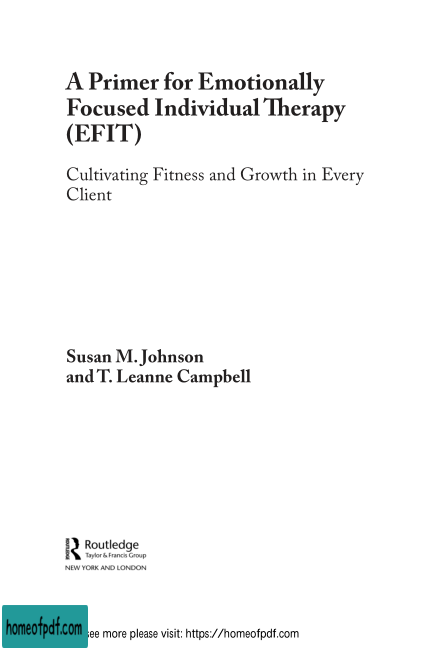 A Primer for Emotionally
Focused Individual Therapy
(EFIT)
Cultivating Fitness and Growth in Every
Client
Susan M. Johnson
and T. Leanne Campbell
ROUTLEDGE
Routledge
Taylor & Francis Group
NEW YORK AND LONDON
homeofpdf.com
see more please visit: https://homeofpdf.com